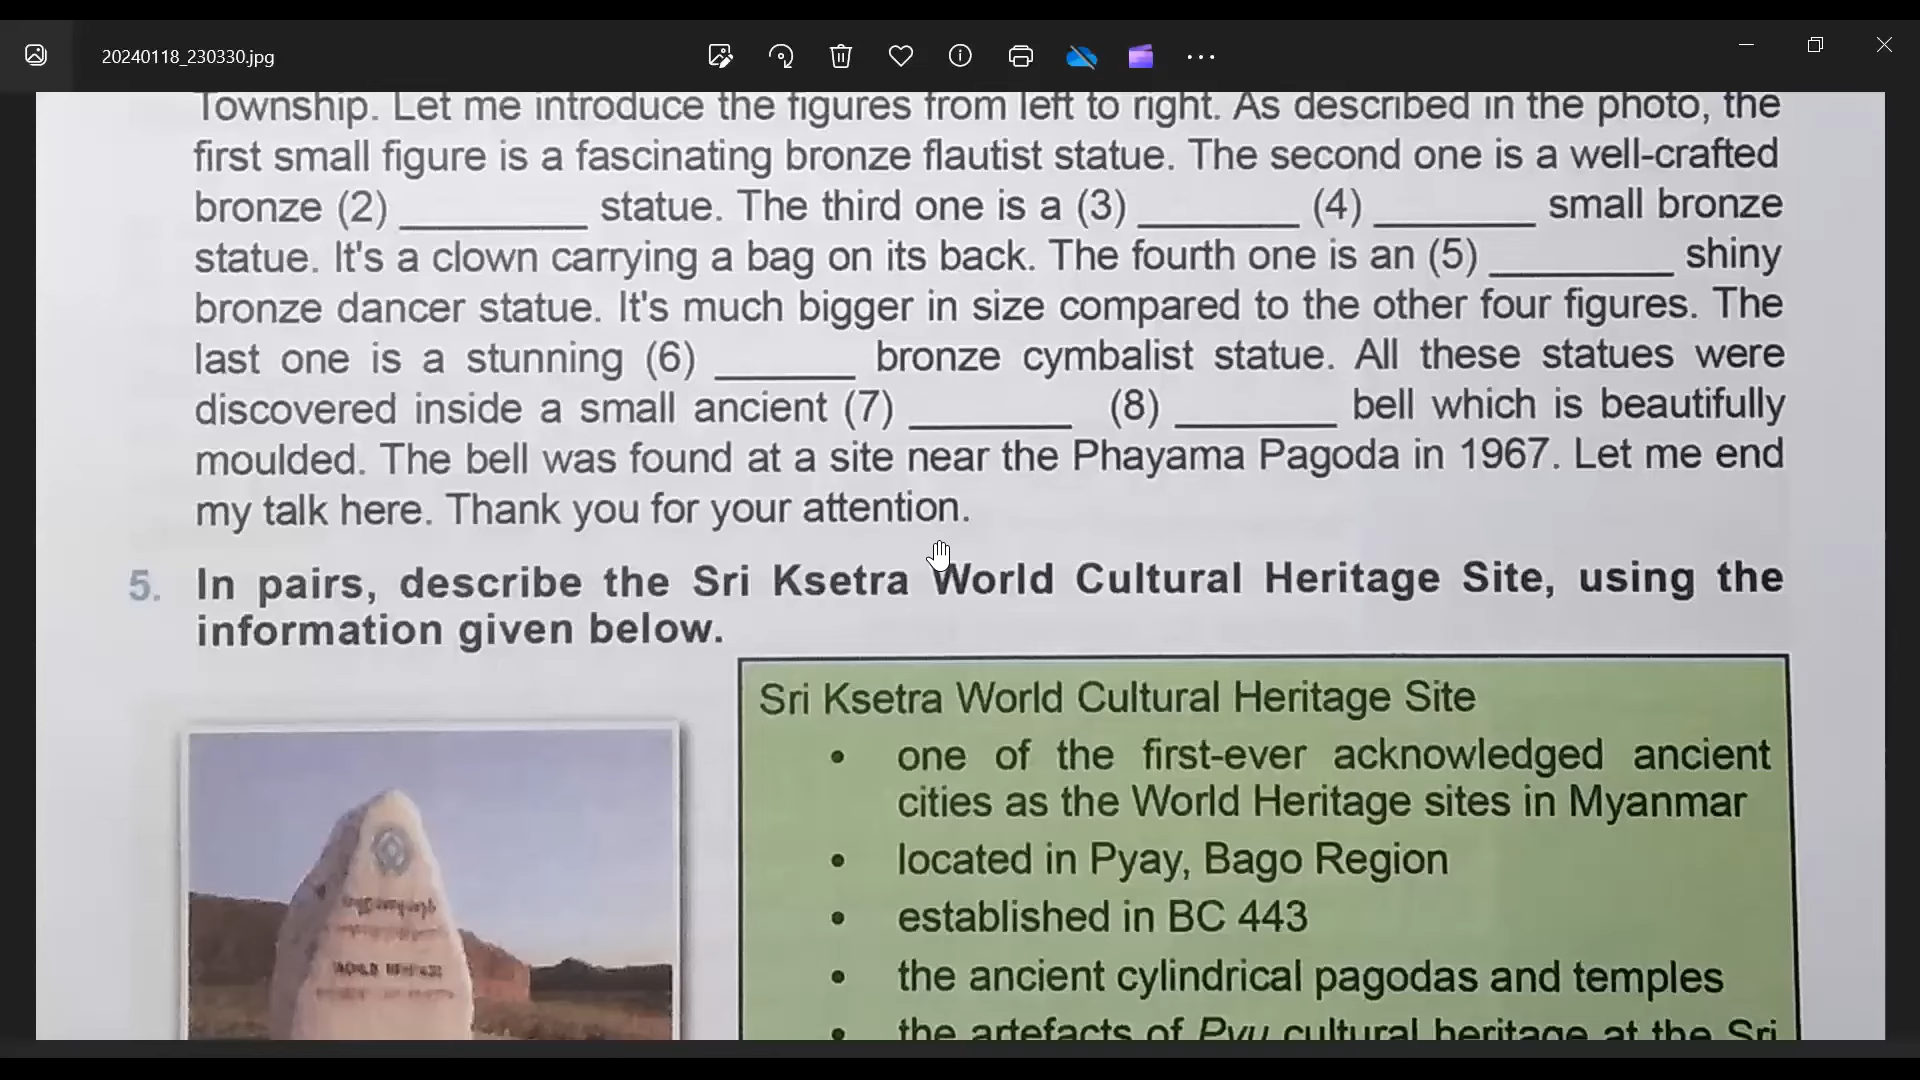 20240118_230330.jpg
Township. Let me introduce the figures from left to right. As described in the photo, the
first small figure is a fascinating bronze flautist statue. The second one is a well-crafted
bronze (2) ________ statue. The third one is a (3) _______ (4) _______ small bronze
statue. It's a clown carrying a bag on its back. The fourth one is an (5) ________ shiny
bronze dancer statue. It's much bigger in size compared to the other four figures. The
last one is a stunning (6) ______ bronze cymbalist statue. All these statues were
discovered inside a small ancient (7) _______ (8) _______ bell which is beautifully
moulded. The bell was found at a site near the Phayama Pagoda in 1967. Let me end
my talk here. Thank you for your attention.
5. In pairs, describe the Sri Ksetra World Cultural Heritage Site, using the
information given below.
Sri Ksetra World Cultural Heritage Site
• one of the first-ever acknowledged ancient
cities as the World Heritage sites in Myanmar
• located in Pyay, Bago Region
• established in BC 443
• the ancient cylindrical pagodas and temples
• the artefacts of Pyu cultural heritage at the Sri
WORLD HERITAGE